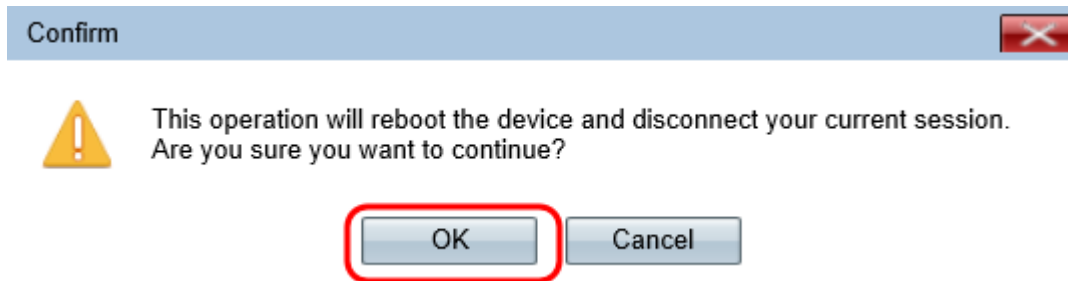 Confirm
This operation will reboot the device and disconnect your current session.
Are you sure you want to continue?
OK Cancel